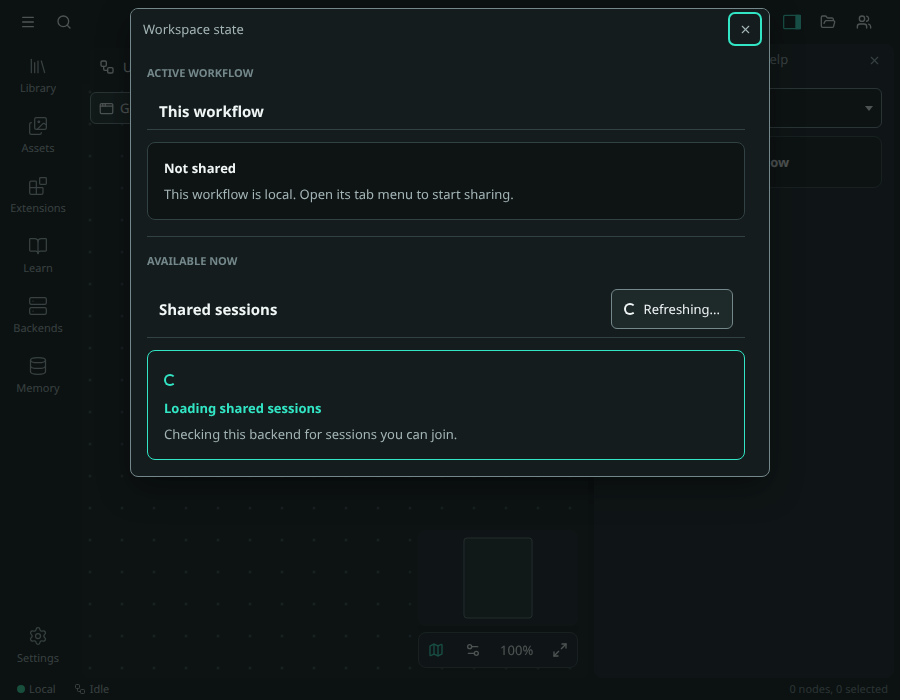 Workspace state
ACTIVE WORKFLOW
This workflow
Not shared
This workflow is local. Open its tab menu to start sharing.
AVAILABLE NOW
Shared sessions
Refreshing...
Loading shared sessions
Checking this backend for sessions you can join.
Library
Assets
Extensions
Learn
Backends
Memory
Settings
elp
ow
100%
Local
Idle
0 nodes, 0 selected